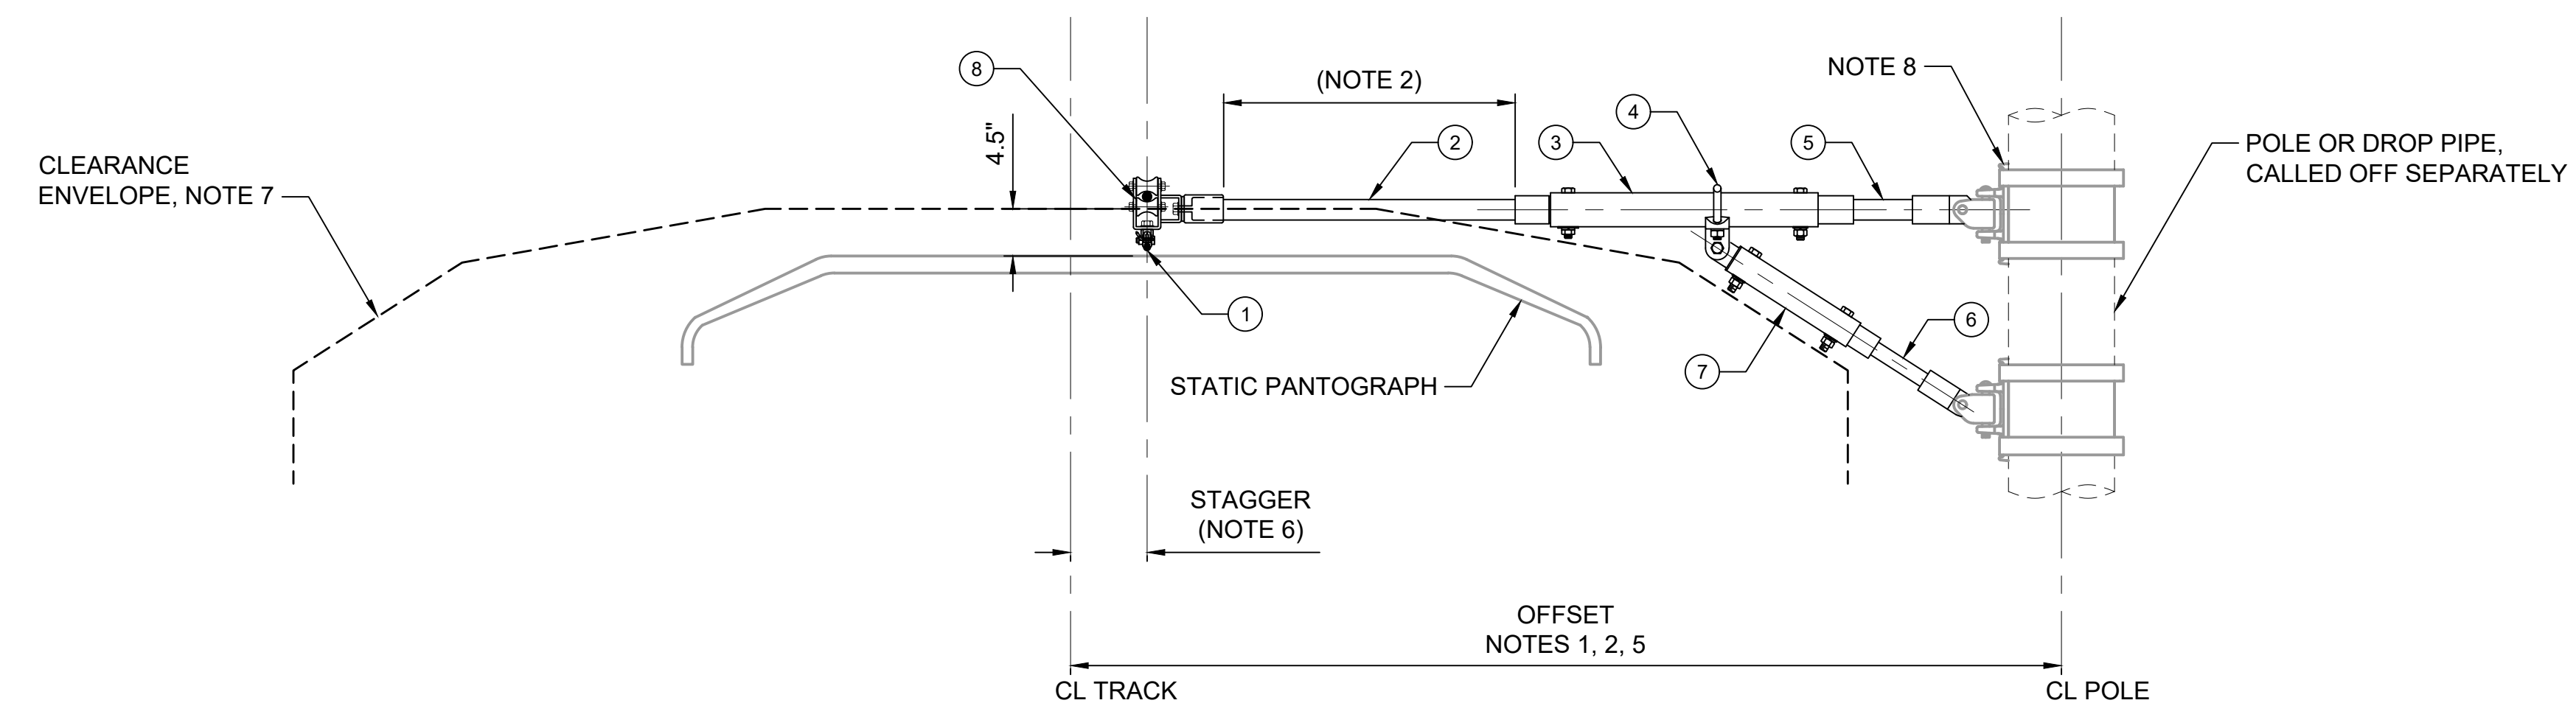 8
(NOTE 2)
NOTE 8
4
2
3
5
4.5"
POLE OR DROP PIPE,
CALLED OFF SEPARATELY
CLEARANCE
ENVELOPE, NOTE 7
1
6
7
STATIC PANTOGRAPH
STAGGER
(NOTE 6)
OFFSET
NOTES 1, 2, 5
CL TRACK
CL POLE